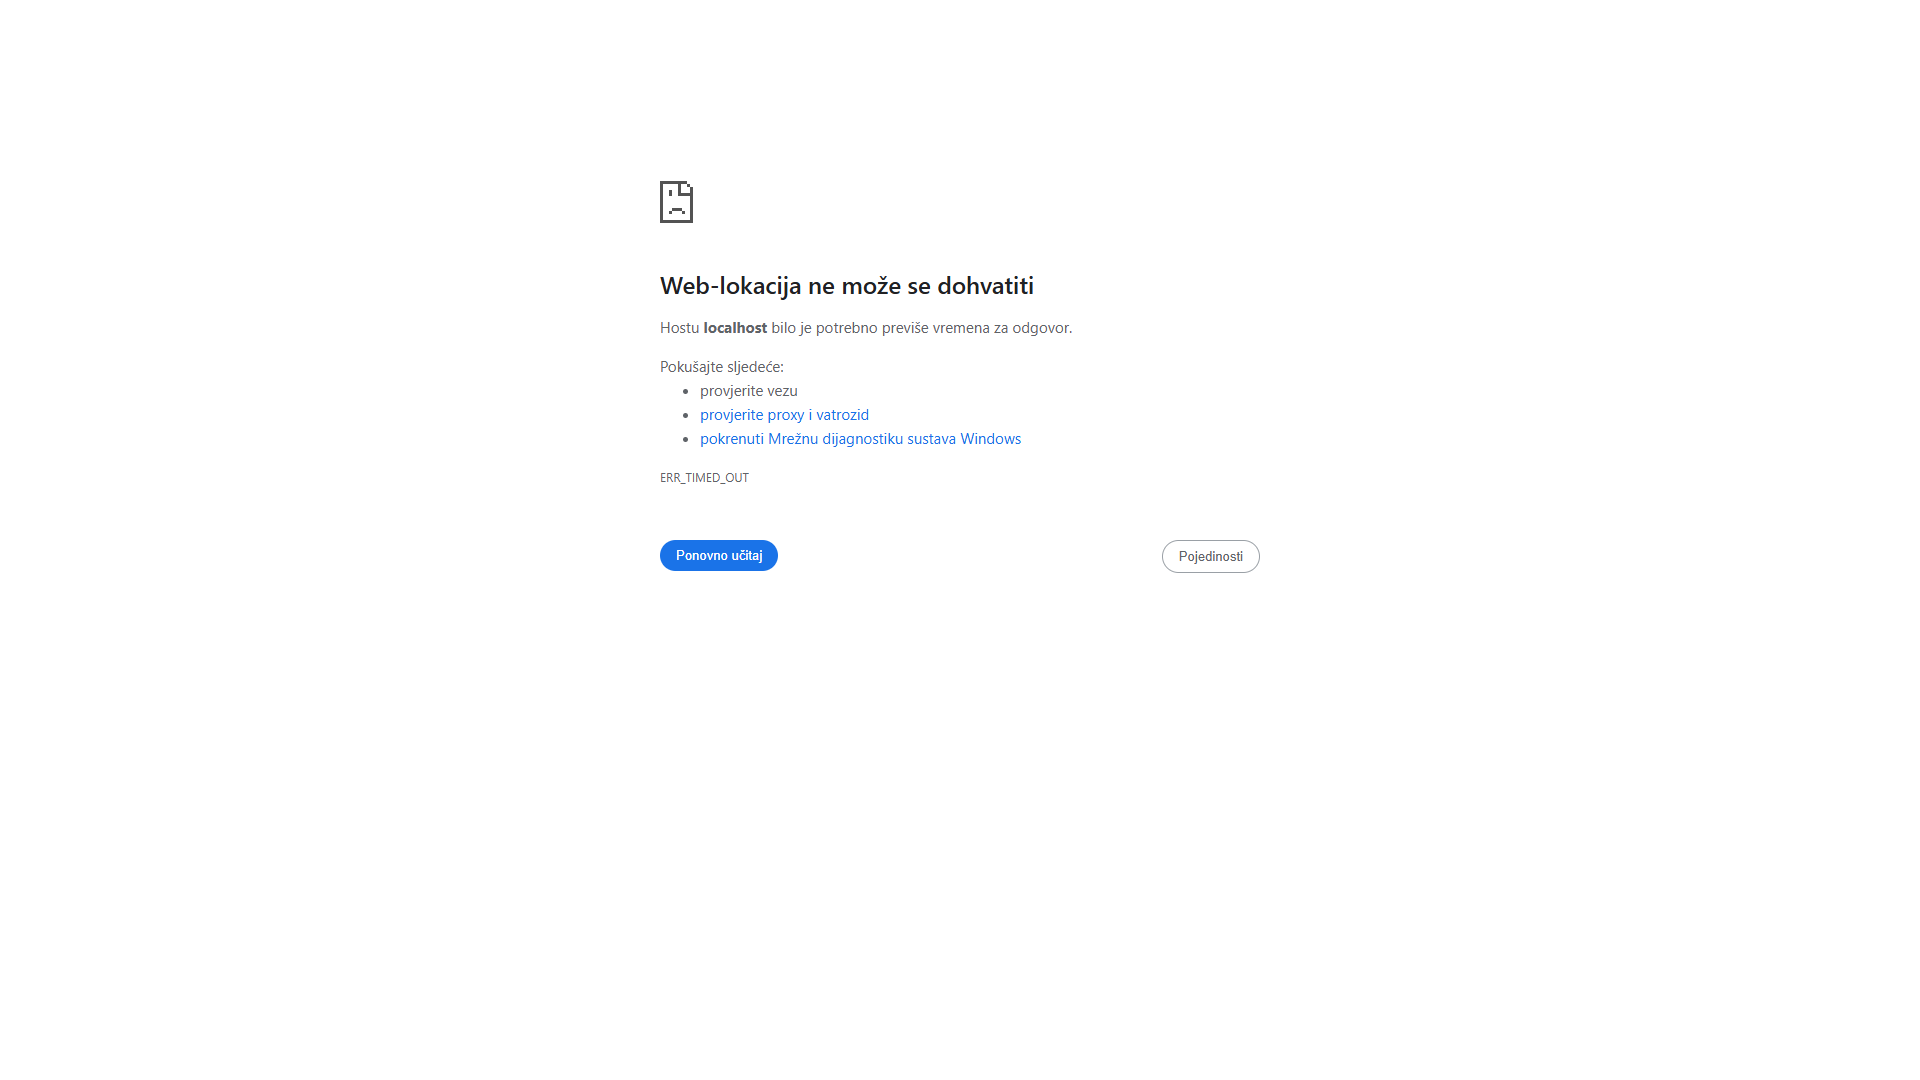 Web-lokacija ne može se dohvatiti
Hostu localhost bilo je potrebno previše vremena za odgovor.
Pokušajte sljedeće:
provjerite vezu
provjerite proxy i vatrozid
pokrenuti Mrežnu dijagnostiku sustava Windows
ERR_TIMED_OUT
Ponovno učitaj
Pojedinosti